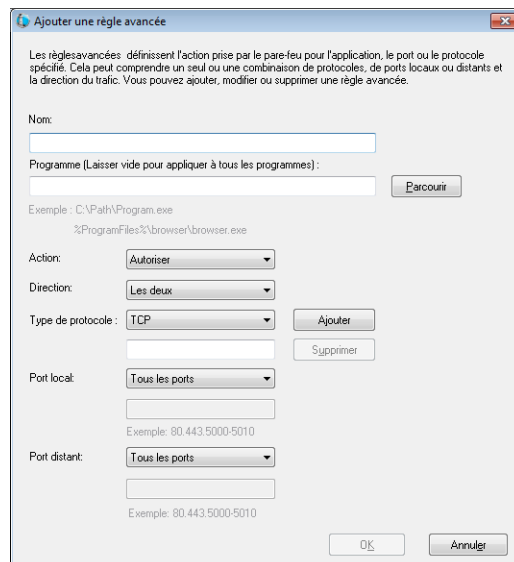 Ajouter une règle avancée
Les règlesavancées définissent l'action prise par le pare-feu pour l'application, le port ou le protocole
spécifié. Cela peut comprendre un seul ou une combinaison de protocoles, de ports locaux ou distants et
la direction du trafic. Vous pouvez ajouter, modifier ou supprimer une règle avancée.
Nom:
Programme (Laisser vide pour appliquer à tous les programmes) :
Parcourir
Exemple : C:\Path\Program.exe
%ProgramFiles%\browser\browser.exe
Action: Autoriser
Direction: Les deux
Type de protocole : TCP Ajouter
Supprimer
Port local: Tous les ports
Exemple: 80.443.5000-5010
Port distant: Tous les ports
Exemple: 80.443.5000-5010
OK Annuler